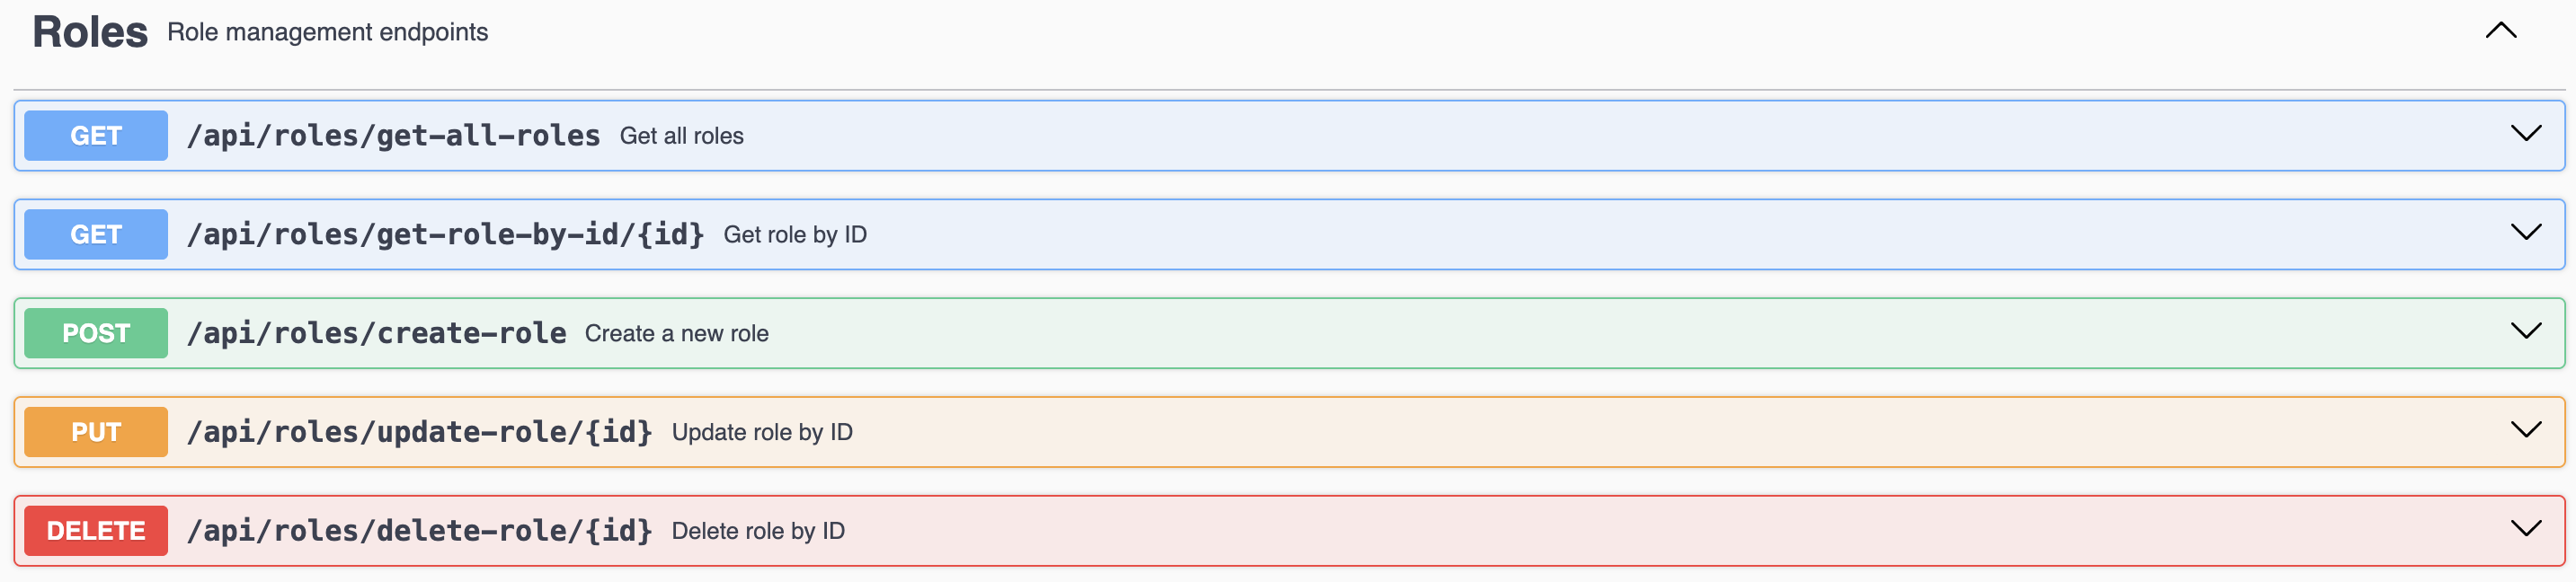 Roles Role management endpoints
GET /api/roles/get-all-roles Get all roles
GET /api/roles/get-role-by-id/{id} Get role by ID
POST /api/roles/create-role Create a new role
PUT /api/roles/update-role/{id} Update role by ID
DELETE /api/roles/delete-role/{id} Delete role by ID